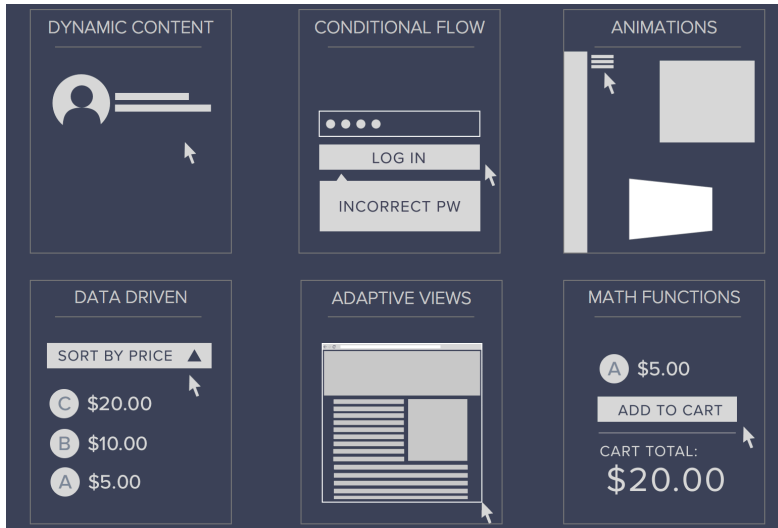 DYNAMIC CONTENT
CONDITIONAL FLOW
LOG IN
INCORRECT PW
ANIMATIONS
DATA DRIVEN
SORT BY PRICE
C $20.00
B $10.00
A $5.00
ADAPTIVE VIEWS
MATH FUNCTIONS
A $5.00
ADD TO CART
CART TOTAL:
$20.00